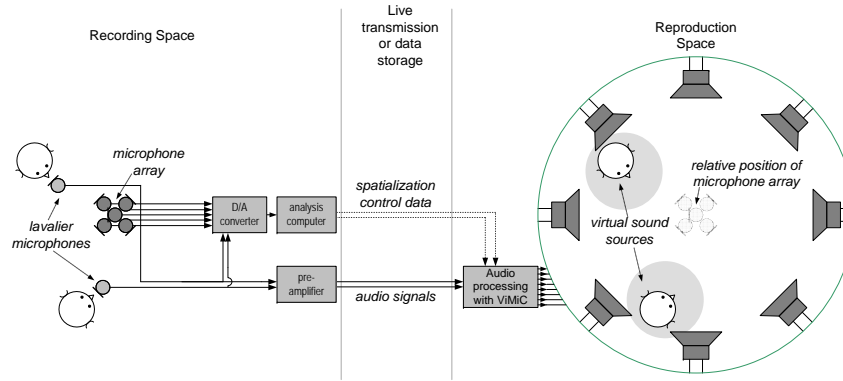 Recording Space
Live
transmission
or data
storage
Reproduction
Space
microphone
array
lavalier
microphones
D/A
converter
analysis
computer
spatialization
control data
pre-
amplifier
audio signals
Audio
processing
with ViMiC
relative position of
microphone array
virtual sound
sources